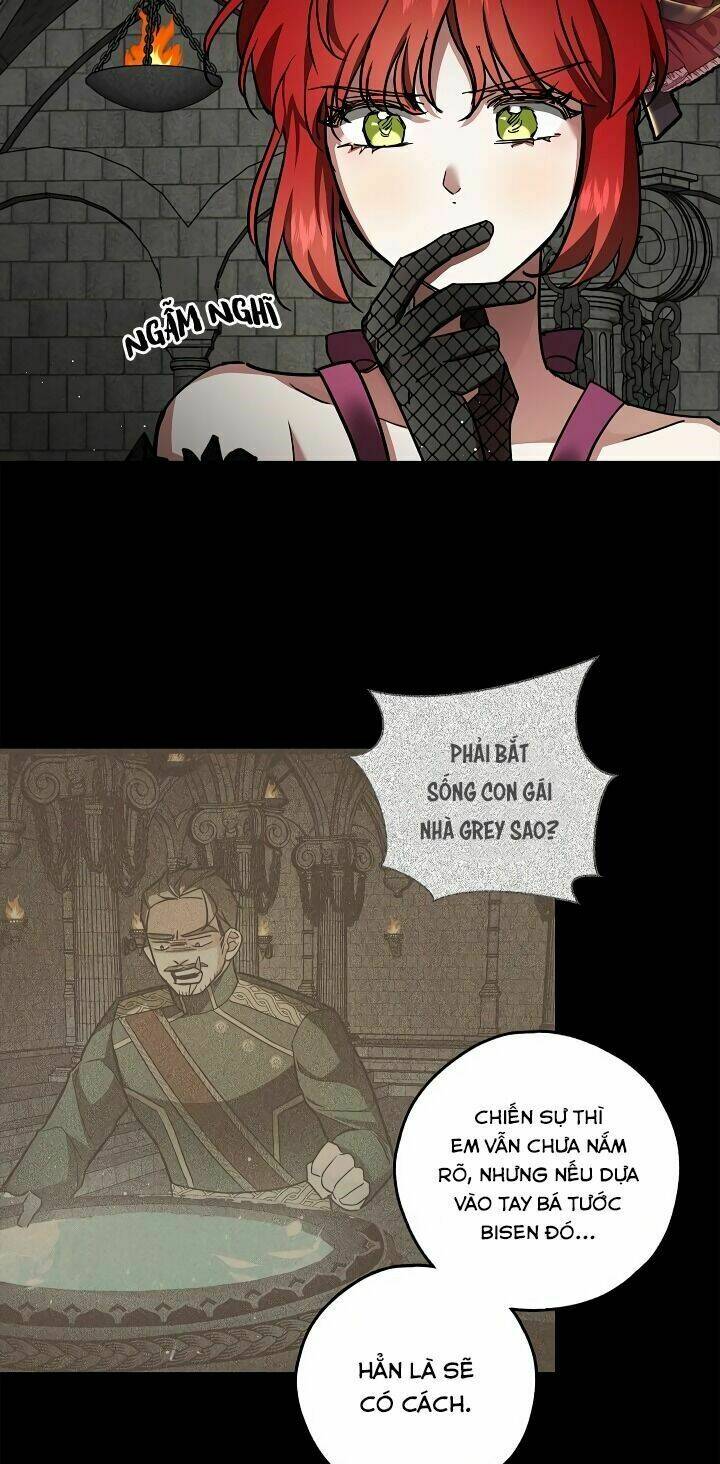 NGẪM NGHĨ
PHẢI BẮT
SỐNG CON GÁI
NHÀ GREY SAO?
CHIẾN SỰ THÌ
EM VẪN CHƯA NẮM
RÕ, NHƯNG NẾU DỰA
VÀO TAY BÁ TƯỚC
BISEN ĐÓ...
HẲN LÀ SẼ
CÓ CÁCH.